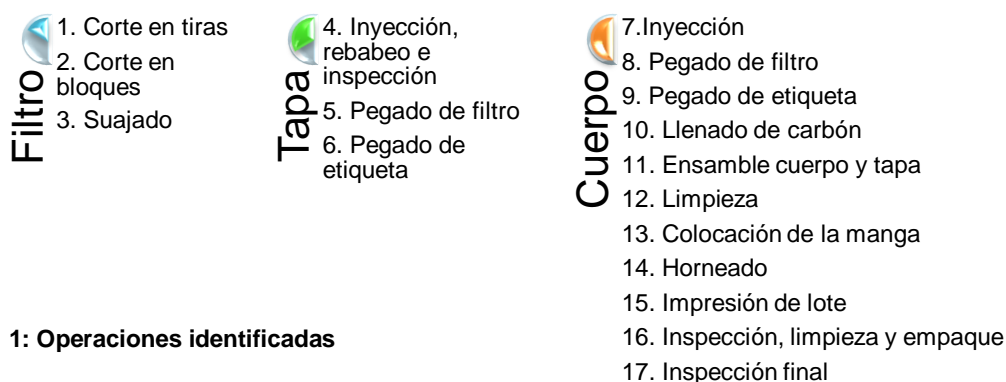 Filtro
1. Corte en tiras
2. Corte en
bloques
3. Suajado
Tapa
4. Inyección,
rebabeo e
inspección
5. Pegado de filtro
6. Pegado de
etiqueta
Cuerpo
7.Inyección
8. Pegado de filtro
9. Pegado de etiqueta
10. Llenado de carbón
11. Ensamble cuerpo y tapa
12. Limpieza
13. Colocación de la manga
14. Horneado
15. Impresión de lote
16. Inspección, limpieza y empaque
17. Inspección final
1: Operaciones identificadas